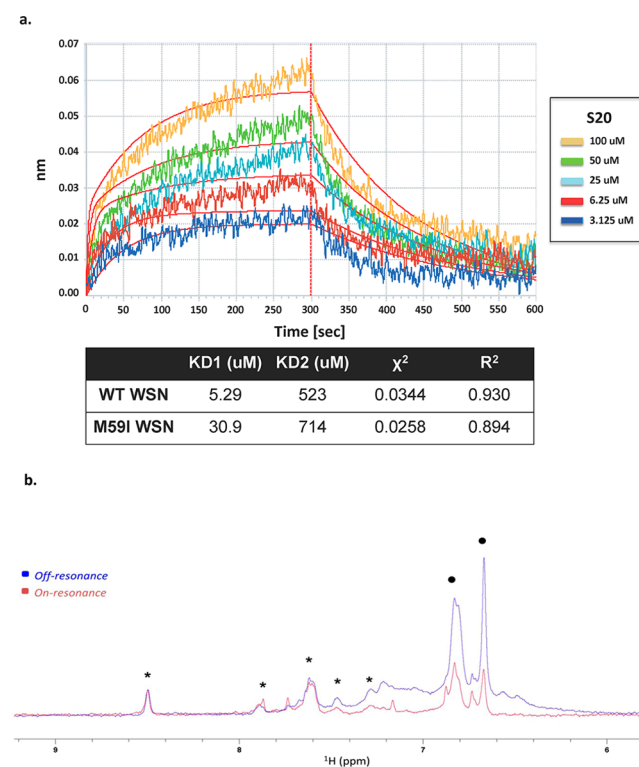 a.
0.07
0.06
0.05
0.04
0.03
0.02
0.01
0.00
nm
0 50 100 150 200 250 300 350 400 450 500 550 600
Time [sec]
S20
100 uM
50 uM
25 uM
6.25 uM
3.125 uM
KD1 (uM) KD2 (uM) χ² R²
WT WSN 5.29 523 0.0344 0.930
M59I WSN 30.9 714 0.0258 0.894
b.
Off-resonance
On-resonance
* * * * *
9 8 7 6
¹H (ppm)